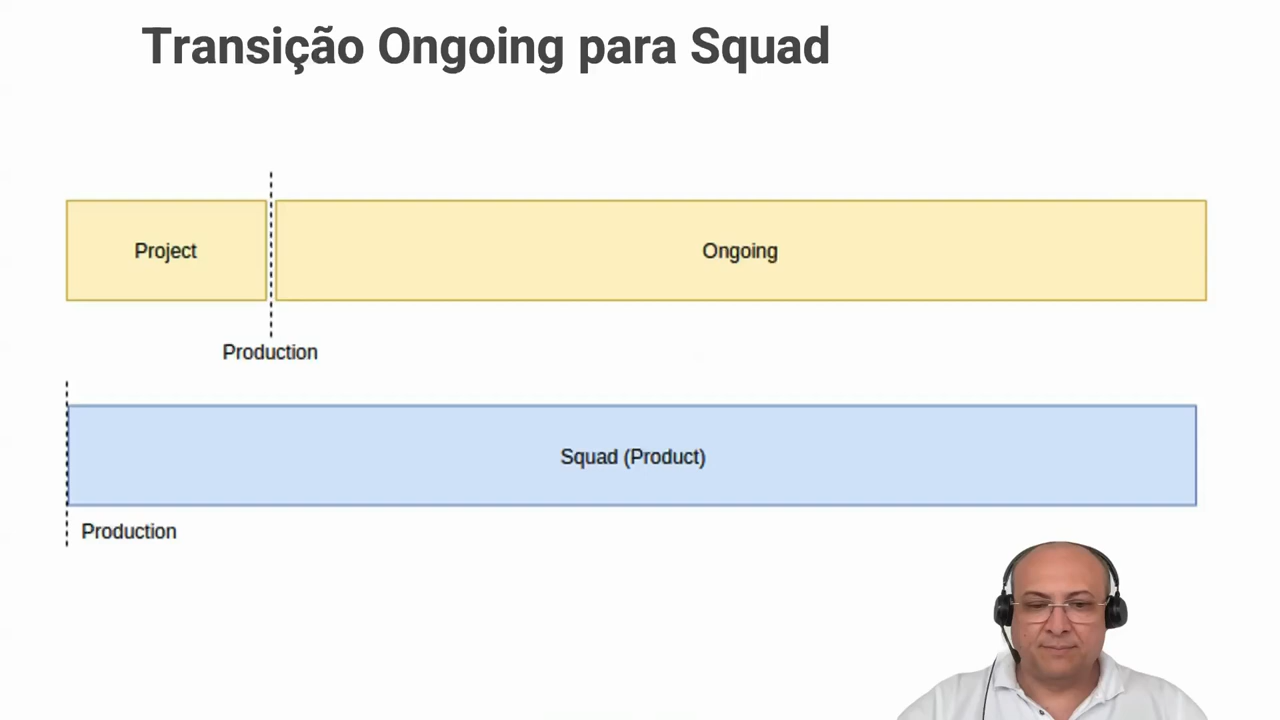 Transição Ongoing para Squad
Project
Ongoing
Production
Squad (Product)
Production